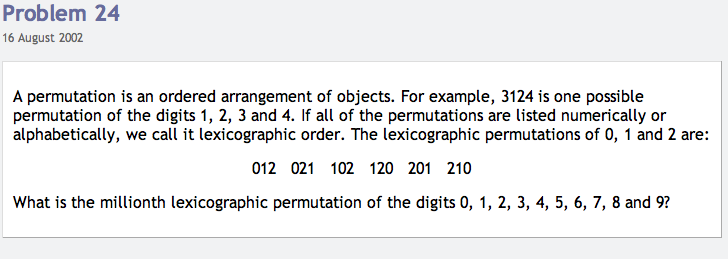 Problem 24
16 August 2002
A permutation is an ordered arrangement of objects. For example, 3124 is one possible
permutation of the digits 1, 2, 3 and 4. If all of the permutations are listed numerically or
alphabetically, we call it lexicographic order. The lexicographic permutations of 0, 1 and 2 are:
012 021 102 120 201 210
What is the millionth lexicographic permutation of the digits 0, 1, 2, 3, 4, 5, 6, 7, 8 and 9?